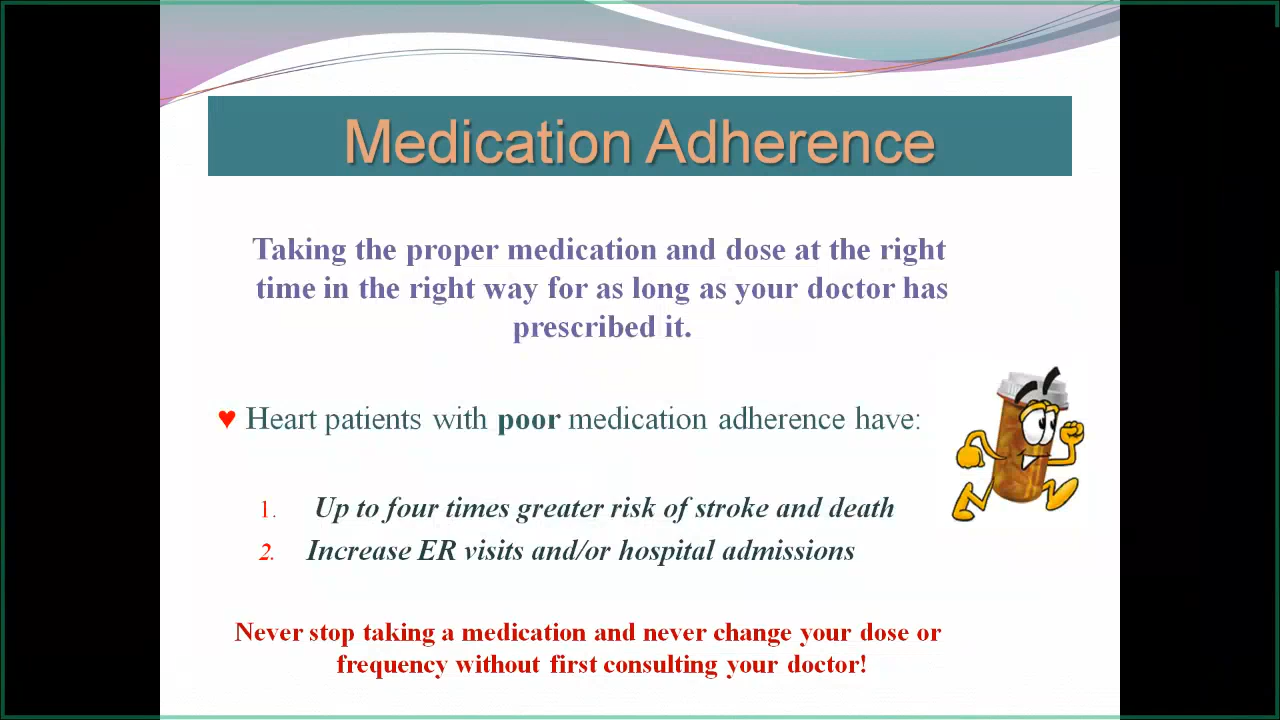 Medication Adherence
Taking the proper medication and dose at the right
time in the right way for as long as your doctor has
prescribed it.
♥ Heart patients with poor medication adherence have:
1. Up to four times greater risk of stroke and death
2. Increase ER visits and/or hospital admissions
Never stop taking a medication and never change your dose or
frequency without first consulting your doctor!